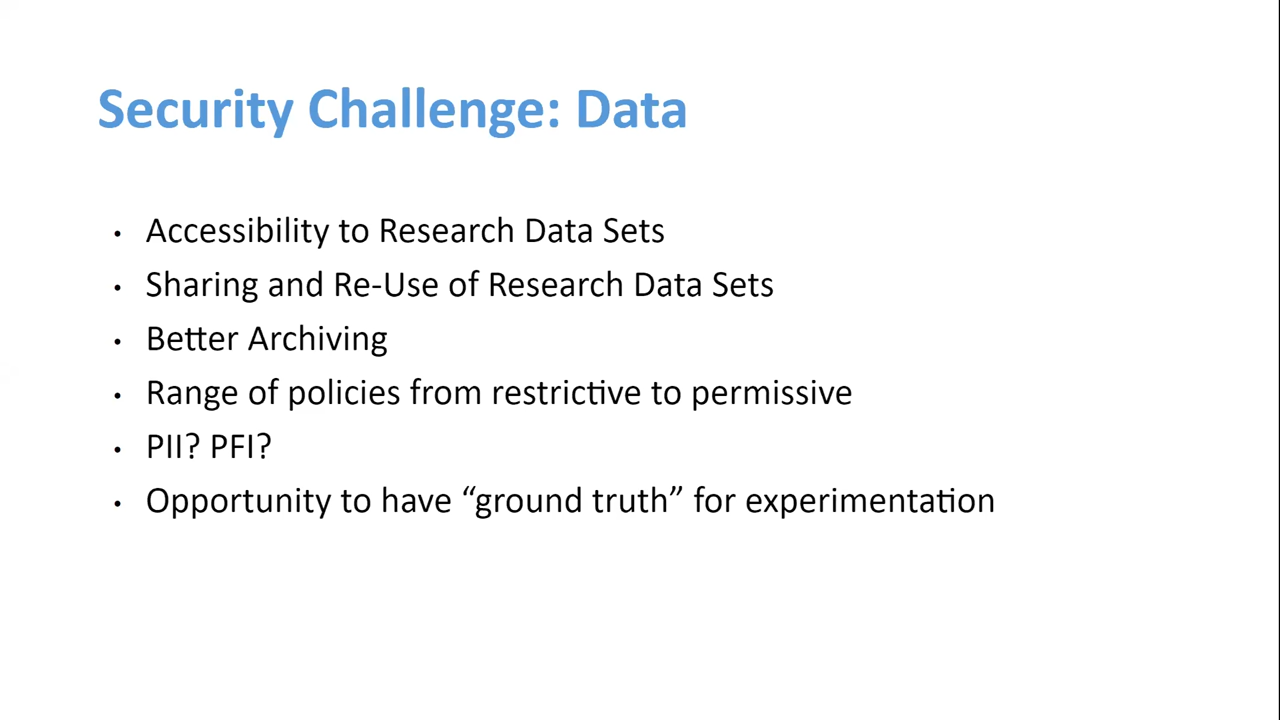 Security Challenge: Data
• Accessibility to Research Data Sets
• Sharing and Re-Use of Research Data Sets
• Better Archiving
• Range of policies from restrictive to permissive
• PII? PFI?
• Opportunity to have “ground truth” for experimentation